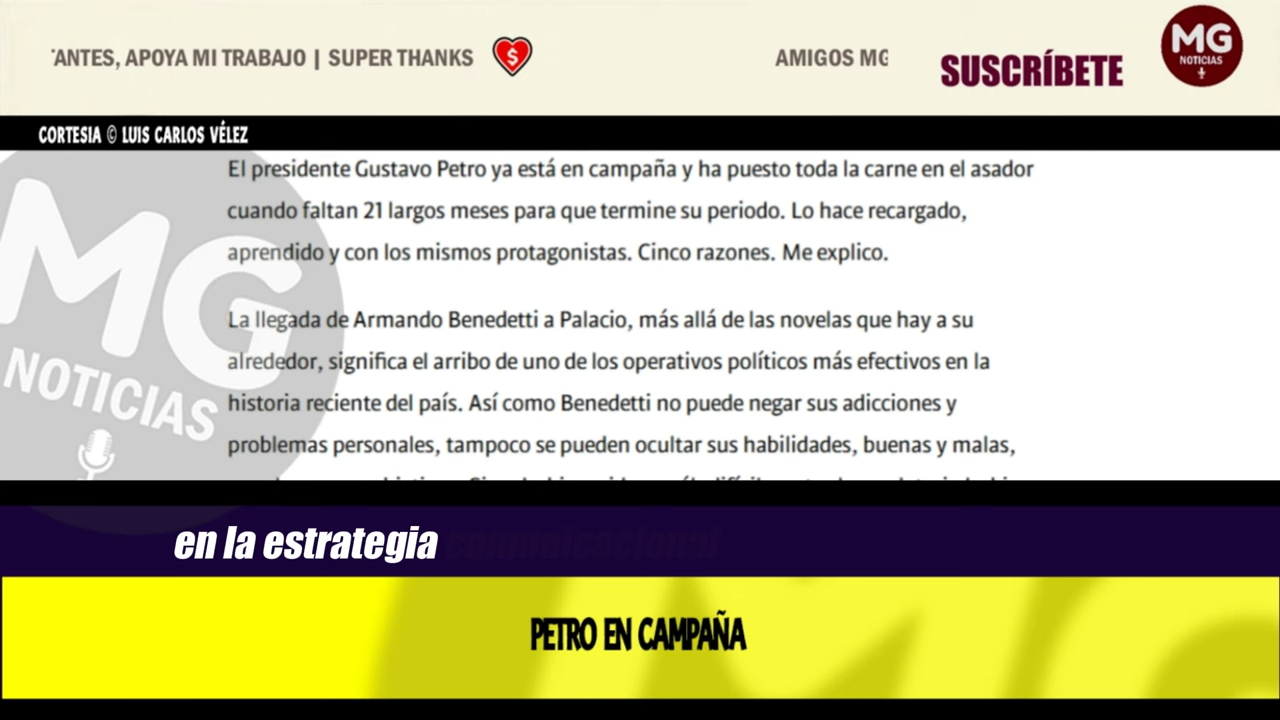 'ANTES, APOYA MI TRABAJO | SUPER THANKS
AMIGOS MG
SUSCRÍBETE
MG
NOTICIAS
CORTESIA © LUIS CARLOS VÉLEZ
El presidente Gustavo Petro ya está en campaña y ha puesto toda la carne en el asador
cuando faltan 21 largos meses para que termine su periodo. Lo hace recargado,
aprendido y con los mismos protagonistas. Cinco razones. Me explico.
La llegada de Armando Benedetti a Palacio, más allá de las novelas que hay a su
alrededor, significa el arribo de uno de los operativos políticos más efectivos en la
historia reciente del país. Así como Benedetti no puede negar sus adicciones y
problemas personales, tampoco se pueden ocultar sus habilidades, buenas y malas,
MG
NOTICIAS
en la estrategia comunicacional
PETRO EN CAMPAÑA